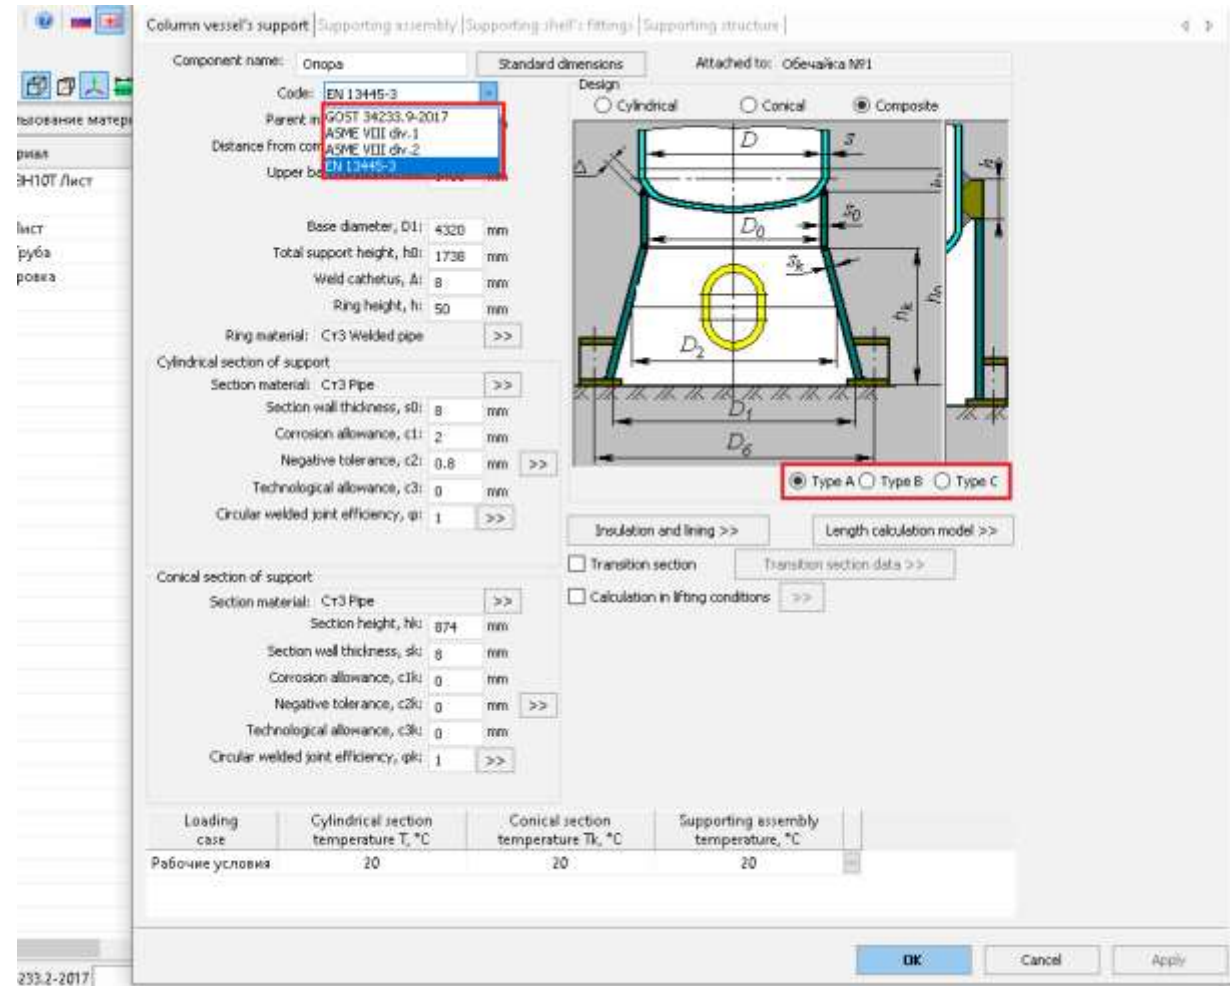 Column vessel's support Supporting assembly Supporting shell's fittings Supporting structure
Component name: Опора Standard dimensions Attached to: Обечайка №1
Code: EN 13445-3
Design
Cylindrical Conical Composite
GOST 34233.9-2017
ASME VIII div.1
ASME VIII div.2
EN 13445-3
Parent m
Distance from com
Upper ba
Base diameter, D1: 4320 mm
Total support height, h0: 1738 mm
Weld cathetus, Δ: 8 mm
Ring height, h: 50 mm
Ring material: Ст3 Welded pipe >>
Cylindrical section of support
Section material: Ст3 Pipe >>
Section wall thickness, s0: 8 mm
Corrosion allowance, c1: 2 mm
Negative tolerance, c2: 0.8 mm >>
Technological allowance, c3: 0 mm
Circular welded joint efficiency, φ: 1 >>
Conical section of support
Section material: Ст3 Pipe >>
Section height, hk: 874 mm
Section wall thickness, sk: 8 mm
Corrosion allowance, c1k: 0 mm
Negative tolerance, c2k: 0 mm >>
Technological allowance, c3k: 0 mm
Circular welded joint efficiency, φk: 1 >>
D s
Δ h
D0 s0
sk
hk
D2
D1
D6
Type A Type B Type C
Insulation and lining >> Length calculation model >>
Transition section Transition section data >>
Calculation in lifting conditions >>
Loading case Cylindrical section temperature T, °C Conical section temperature Tk, °C Supporting assembly temperature, °C
Рабочие условия 20 20 20
OK Cancel Apply
льзование матери
риал
8Н10Т Лист
Лист
Труба
ровка
233.2-2017